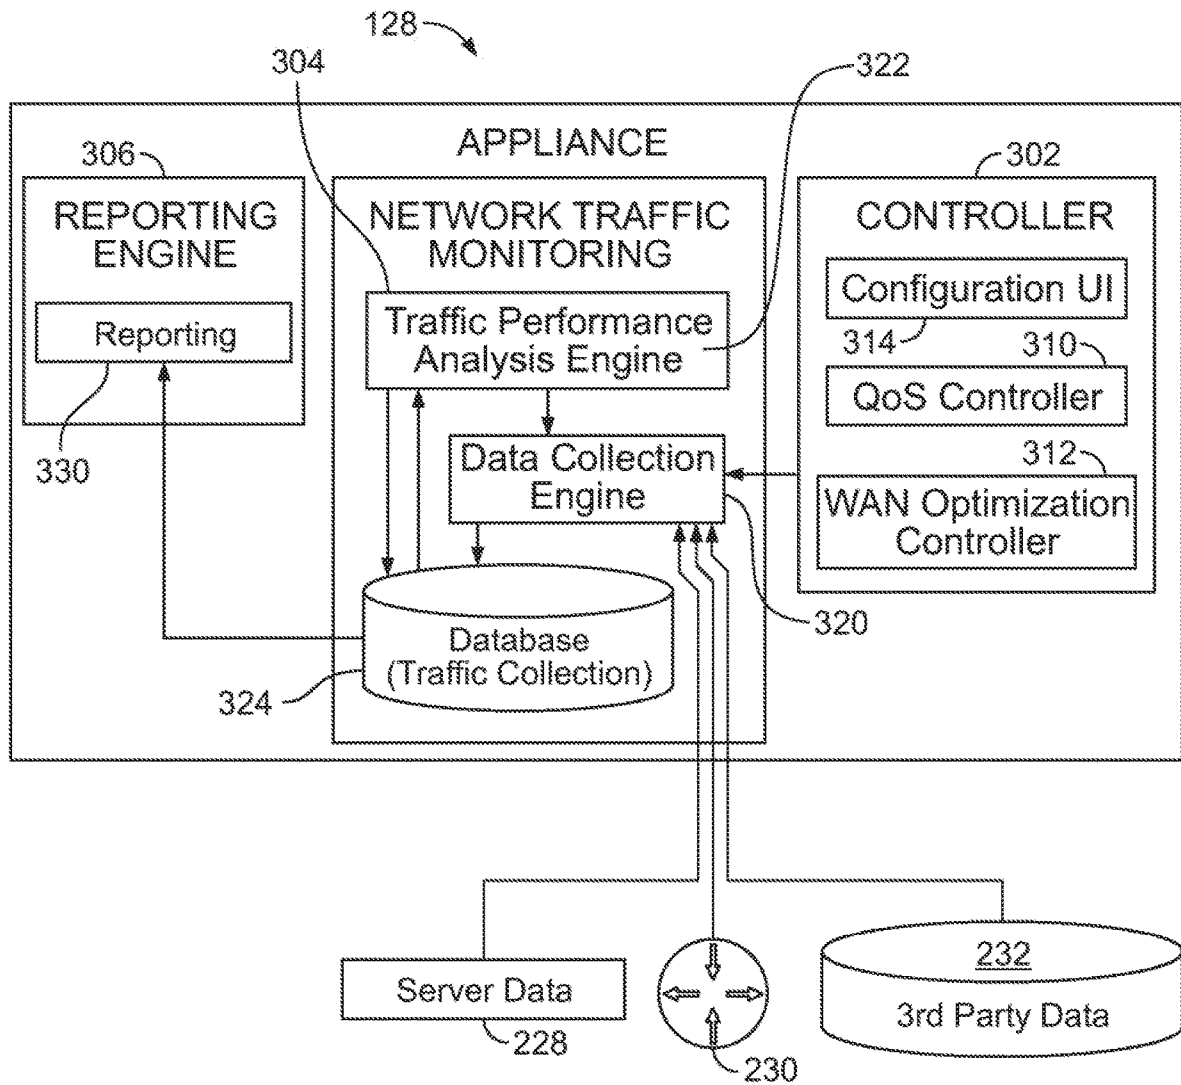 128
304
322
APPLIANCE
306
302
REPORTING
ENGINE
NETWORK TRAFFIC
MONITORING
CONTROLLER
Reporting
330
Traffic Performance
Analysis Engine
Configuration UI
314
310
QoS Controller
312
WAN Optimization
Controller
Data Collection
Engine
320
Database
(Traffic Collection)
324
Server Data
228
230
232
3rd Party Data